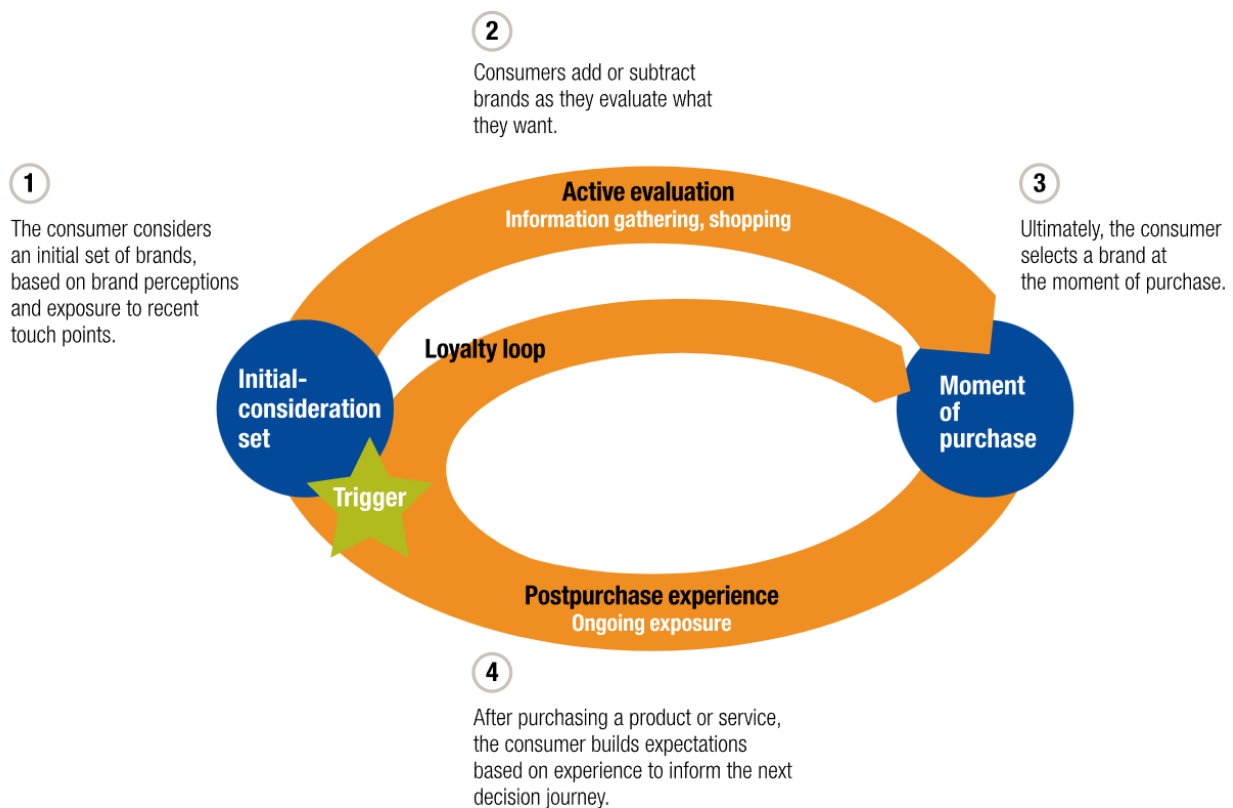 1
The consumer considers
an initial set of brands,
based on brand perceptions
and exposure to recent
touch points.
2
Consumers add or subtract
brands as they evaluate what
they want.
3
Ultimately, the consumer
selects a brand at
the moment of purchase.
Active evaluation
Information gathering, shopping
Loyalty loop
Initial-
consideration
set
Trigger
Moment
of
purchase
Postpurchase experience
Ongoing exposure
4
After purchasing a product or service,
the consumer builds expectations
based on experience to inform the next
decision journey.